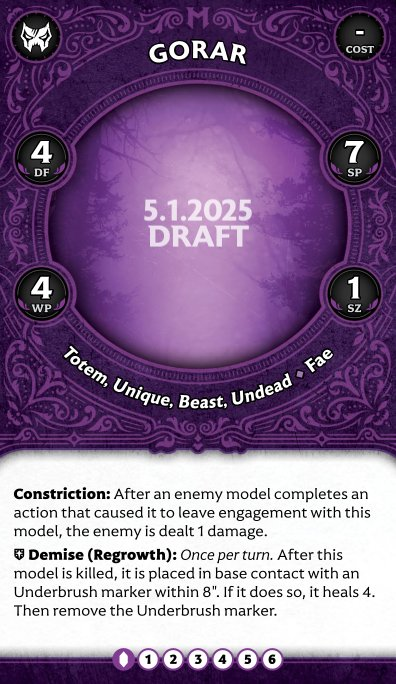 GORAR
-
COST
4
DF
7
SP
5.1.2025
DRAFT
4
WP
1
SZ
Totem, Unique, Beast, Undead ◆ Fae
Constriction: After an enemy model completes an
action that caused it to leave engagement with this
model, the enemy is dealt 1 damage.
Demise (Regrowth): Once per turn. After this
model is killed, it is placed in base contact with an
Underbrush marker within 8". If it does so, it heals 4.
Then remove the Underbrush marker.
1 2 3 4 5 6